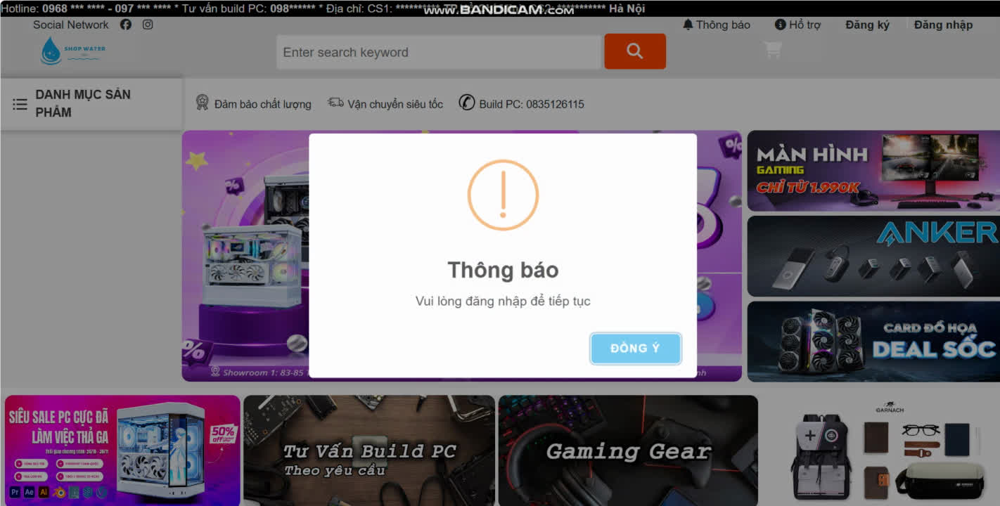 Hotline: 0968 *** **** - 097 *** **** * Tư vấn build PC: 098****** * Địa chỉ: CS1: **********
*********** Hà Nội
www.BANDICAM.com
Social Network
Thông báo
Hổ trợ
Đăng ký
Đăng nhập
SHOP WATER
Enter search keyword
DANH MỤC SẢN
PHẨM
Đảm bảo chất lượng
Vận chuyển siêu tốc
Build PC: 0835126115
%
%
%
Showroom 1: 83-85
MÀN HÌNH
GAMING
CHỈ TỪ 1.990K
ANKER
CARD ĐỒ HỌA
DEAL SỐC
Thông báo
Vui lòng đăng nhập để tiếp tục
ĐỒNG Ý
SIÊU SALE PC CỰC ĐÃ
LÀM VIỆC THẢ GA
50%
off
Pr Ae Ai
Tư Vấn Build PC
Theo yêu cầu
Gaming Gear
GARNACH